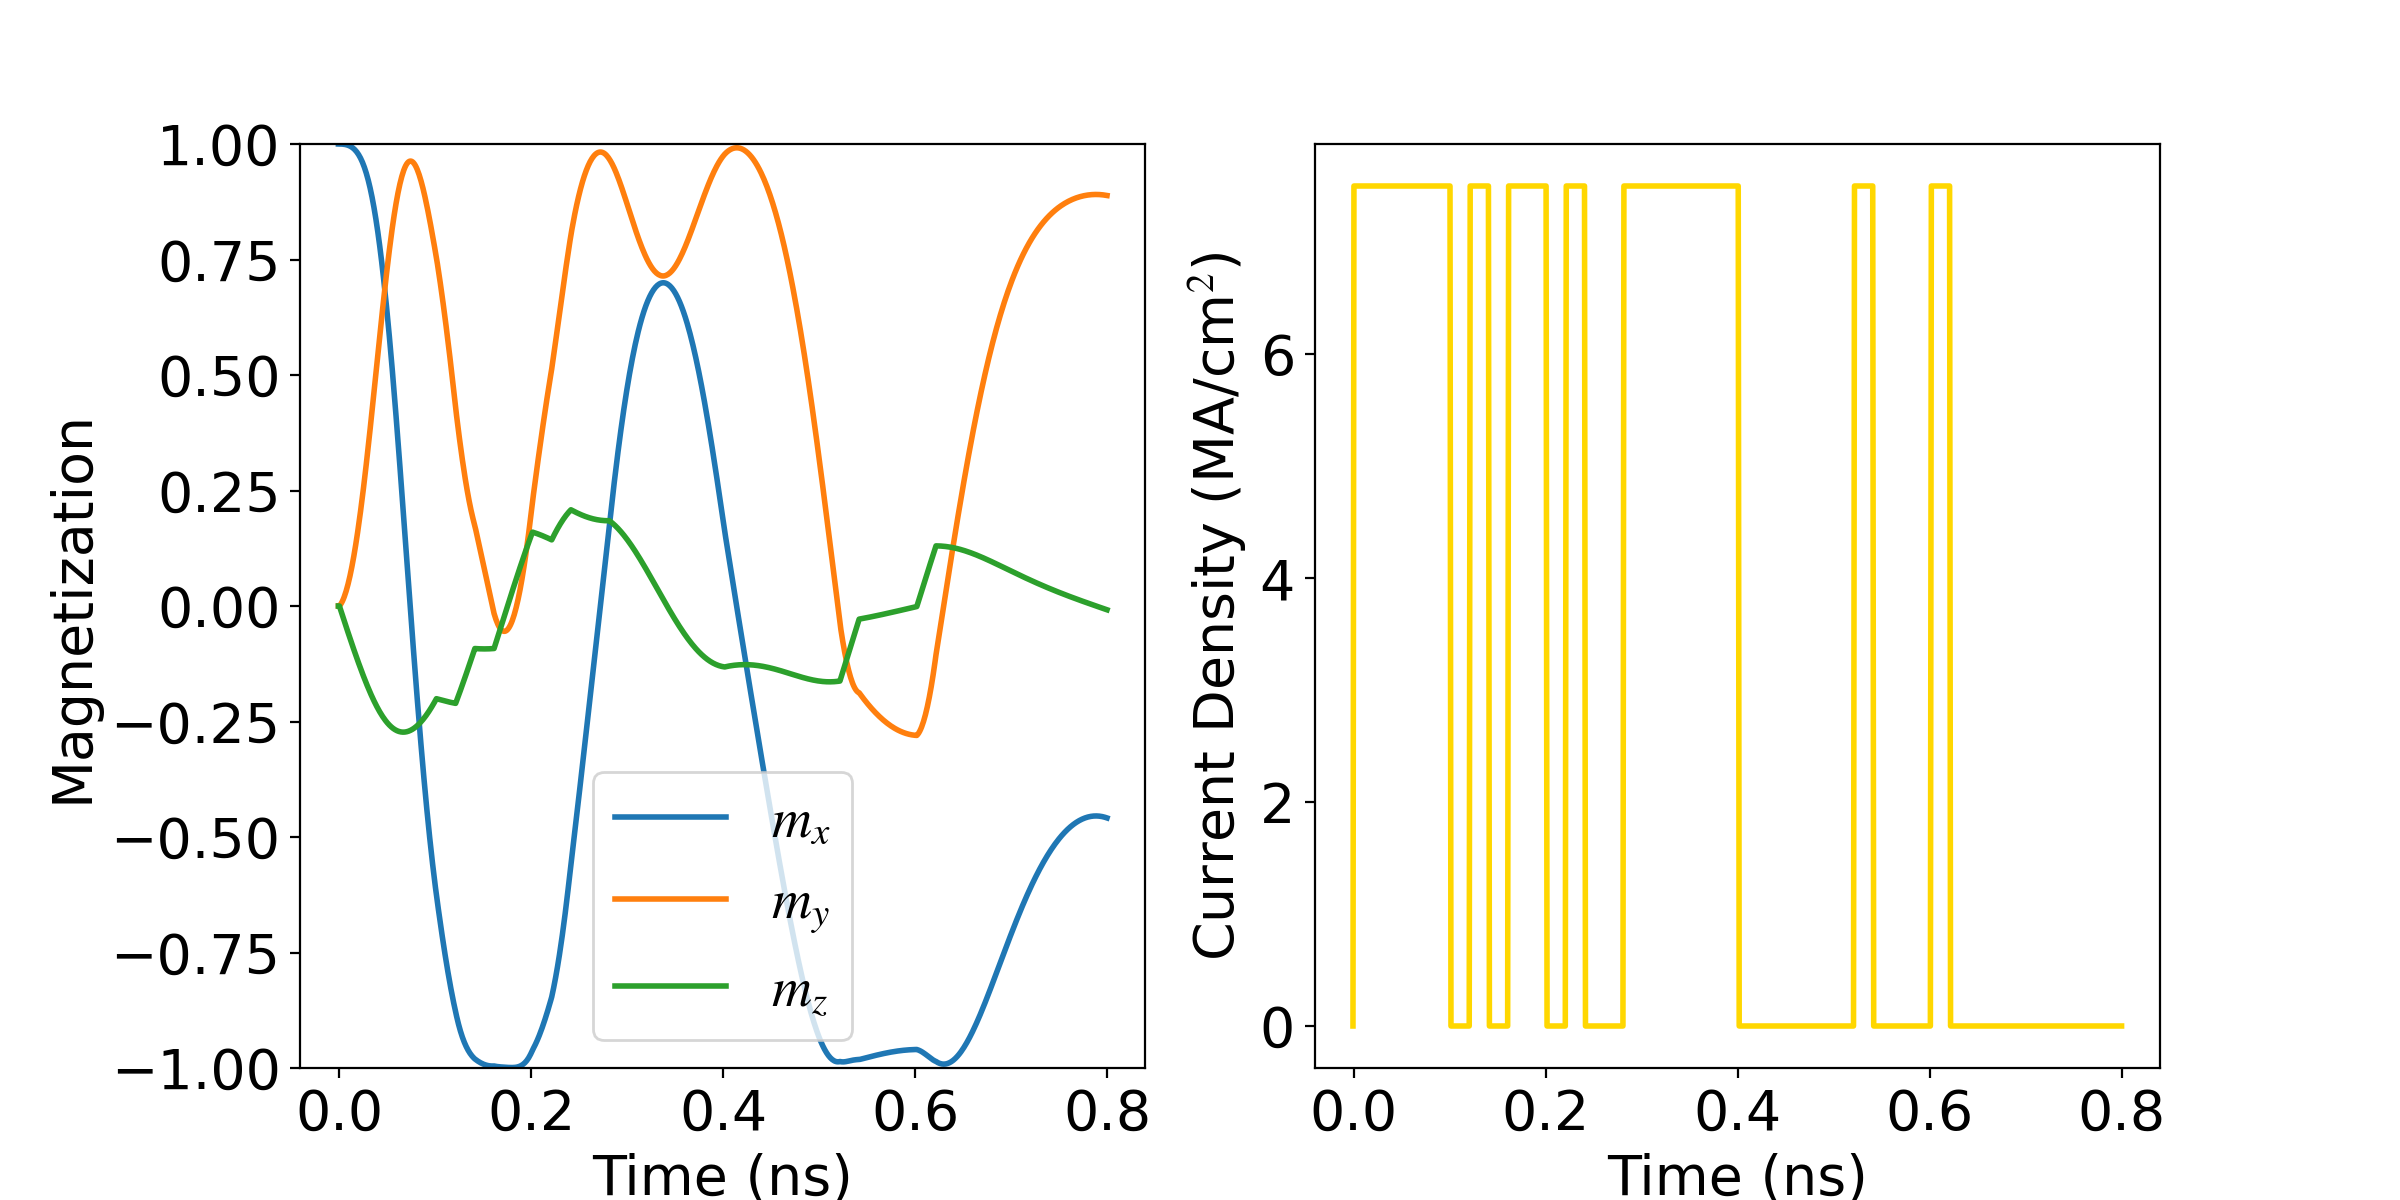 Magnetization
1.00
0.75
0.50
0.25
0.00
−0.25
−0.50
−0.75
−1.00
0.0 0.2 0.4 0.6 0.8
Time (ns)
m_x
m_y
m_z
Current Density (MA/cm²)
6
4
2
0
0.0 0.2 0.4 0.6 0.8
Time (ns)